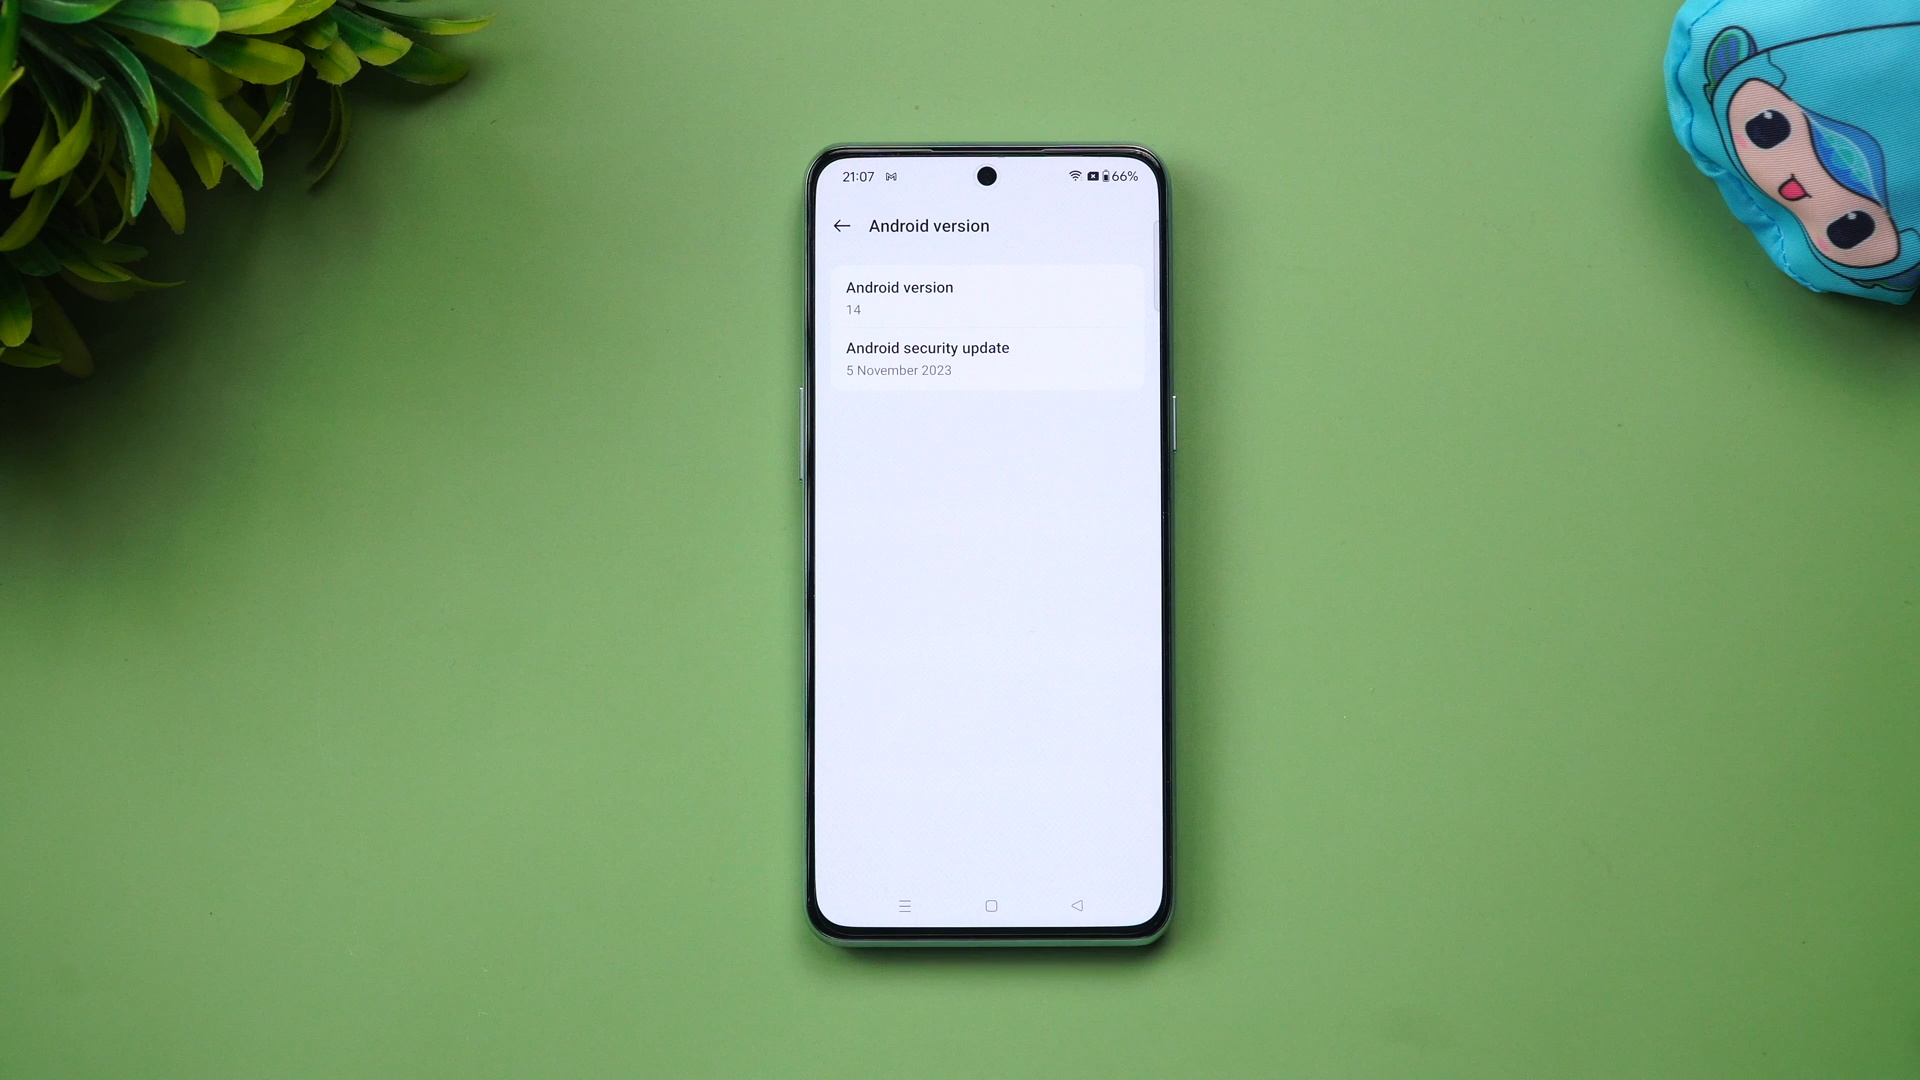 21:07 66%
Android version
Android version
14
Android security update
5 November 2023